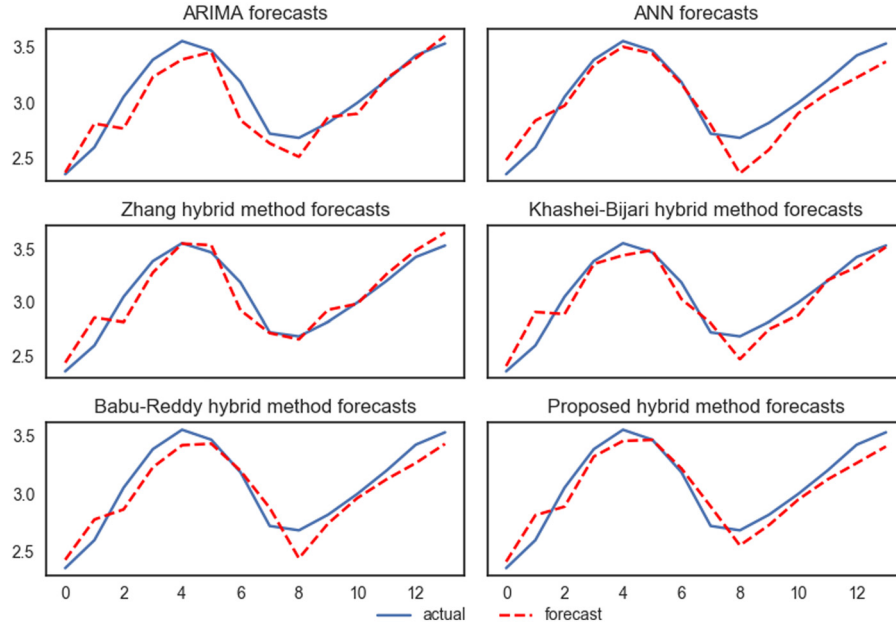 ARIMA forecasts
ANN forecasts
3.5
3.0
2.5
Zhang hybrid method forecasts
Khashei-Bijari hybrid method forecasts
3.5
3.0
2.5
Babu-Reddy hybrid method forecasts
Proposed hybrid method forecasts
3.5
3.0
2.5
0 2 4 6 8 10 12
0 2 4 6 8 10 12
actual forecast